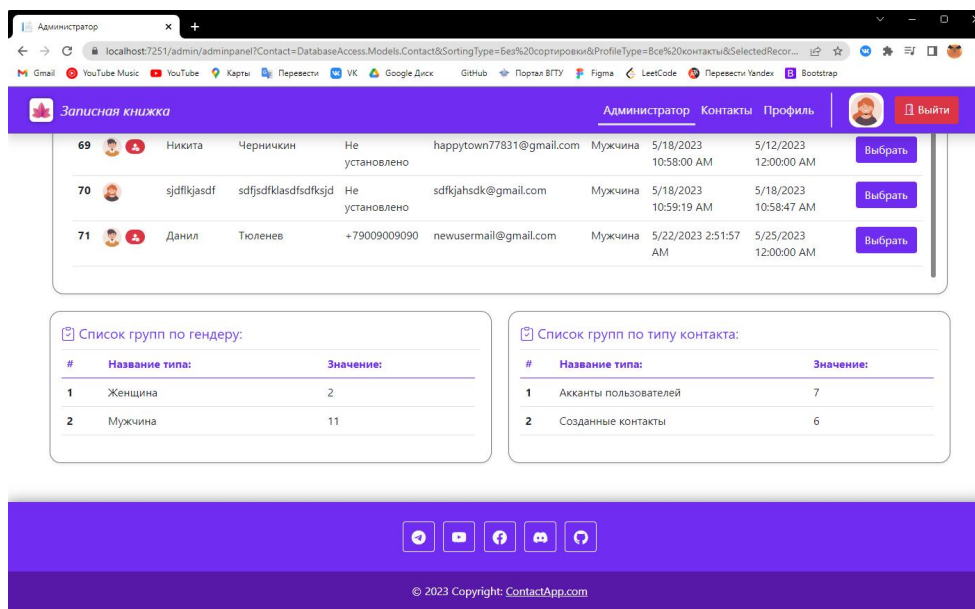 Администратор
localhost:7251/admin/adminpanel?Contact=DatabaseAccess.Models.Contact&SortingType=Без%20сортировки&ProfileType=Все%20контакты&SelectedRecor...
Gmail YouTube Music YouTube Карты Перевести VK Google Диск GitHub Портал ВГТУ Figma LeetCode Перевести Yandex Bootstrap
Записная книжка Администратор Контакты Профиль Выйти
69 Никита Черничкин Не установлено happytown77831@gmail.com Мужчина 5/18/2023 10:58:00 AM 5/12/2023 12:00:00 AM Выбрать
70 sjdflkjasdf sdfjsdfklasdfsdfksjd Не установлено sdfkjahsdk@gmail.com Мужчина 5/18/2023 10:59:19 AM 5/18/2023 10:58:47 AM Выбрать
71 Данил Тюленев +79009009090 newusermail@gmail.com Мужчина 5/22/2023 2:51:57 AM 5/25/2023 12:00:00 AM Выбрать
Список групп по гендеру:
# Название типа: Значение:
1 Женщина 2
2 Мужчина 11
Список групп по типу контакта:
# Название типа: Значение:
1 Акканты пользователей 7
2 Созданные контакты 6
© 2023 Copyright: ContactApp.com